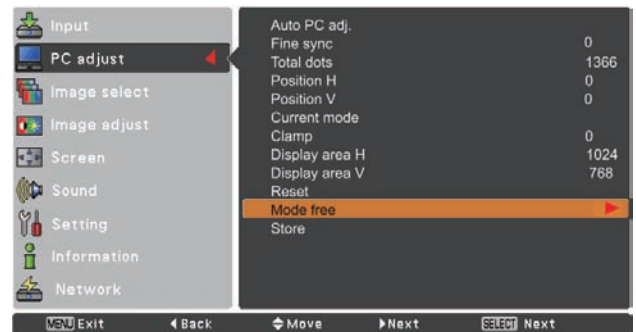 Input
PC adjust
Image select
Image adjust
Screen
Sound
Setting
Information
Network
Auto PC adj.
Fine sync 0
Total dots 1366
Position H 0
Position V 0
Current mode
Clamp 0
Display area H 1024
Display area V 768
Reset
Mode free
Store
MENU Exit Back Move Next SELECT Next